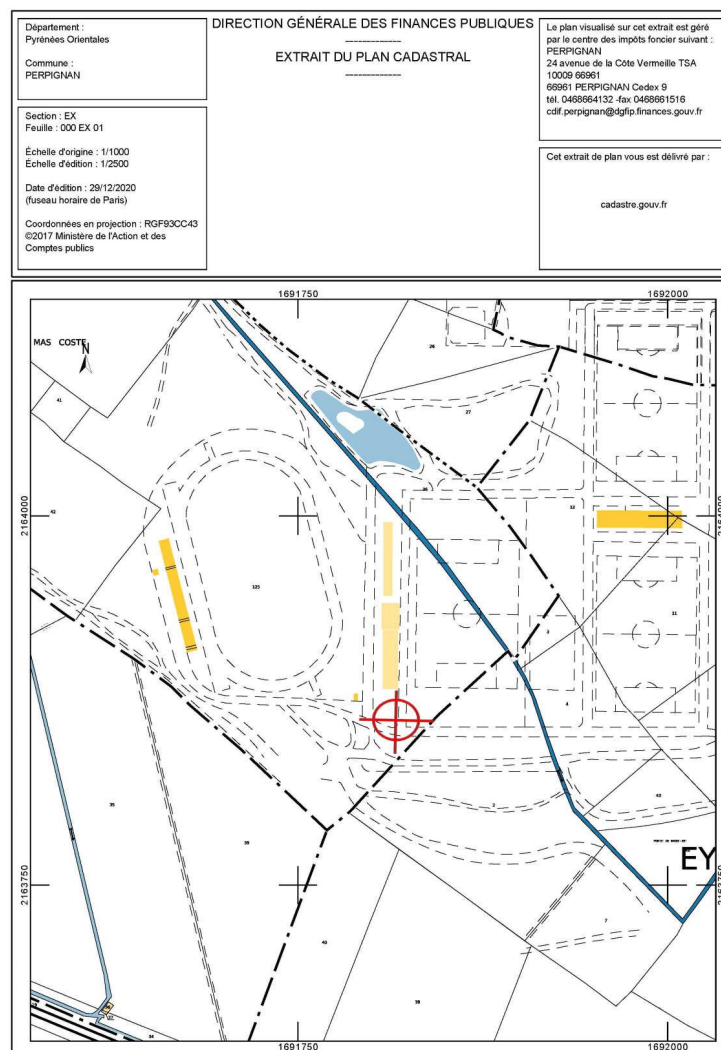 Département :
Pyrénées Orientales
Commune :
PERPIGNAN
Section : EX
Feuille : 000 EX 01
Échelle d'origine : 1/1000
Échelle d'édition : 1/2500
Date d'édition : 29/12/2020
(fuseau horaire de Paris)
Coordonnées en projection : RGF93CC43
©2017 Ministère de l'Action et des
Comptes publics
DIRECTION GÉNÉRALE DES FINANCES PUBLIQUES
-------------
EXTRAIT DU PLAN CADASTRAL
-------------
Le plan visualisé sur cet extrait est géré
par le centre des impôts foncier suivant :
PERPIGNAN
24 avenue de la Côte Vermeille TSA
10009 66961
66961 PERPIGNAN Cedex 9
tél. 0468664132 -fax 0468661516
cdif.perpignan@dgfip.finances.gouv.fr
Cet extrait de plan vous est délivré par :
cadastre.gouv.fr
1691750
1692000
MAS COSTE
N
26
41
27
42
2164000
12
2164000
125
11
3
4
35
39
2
43
EY
2163750
2163750
7
40
38
34
1691750
1692000